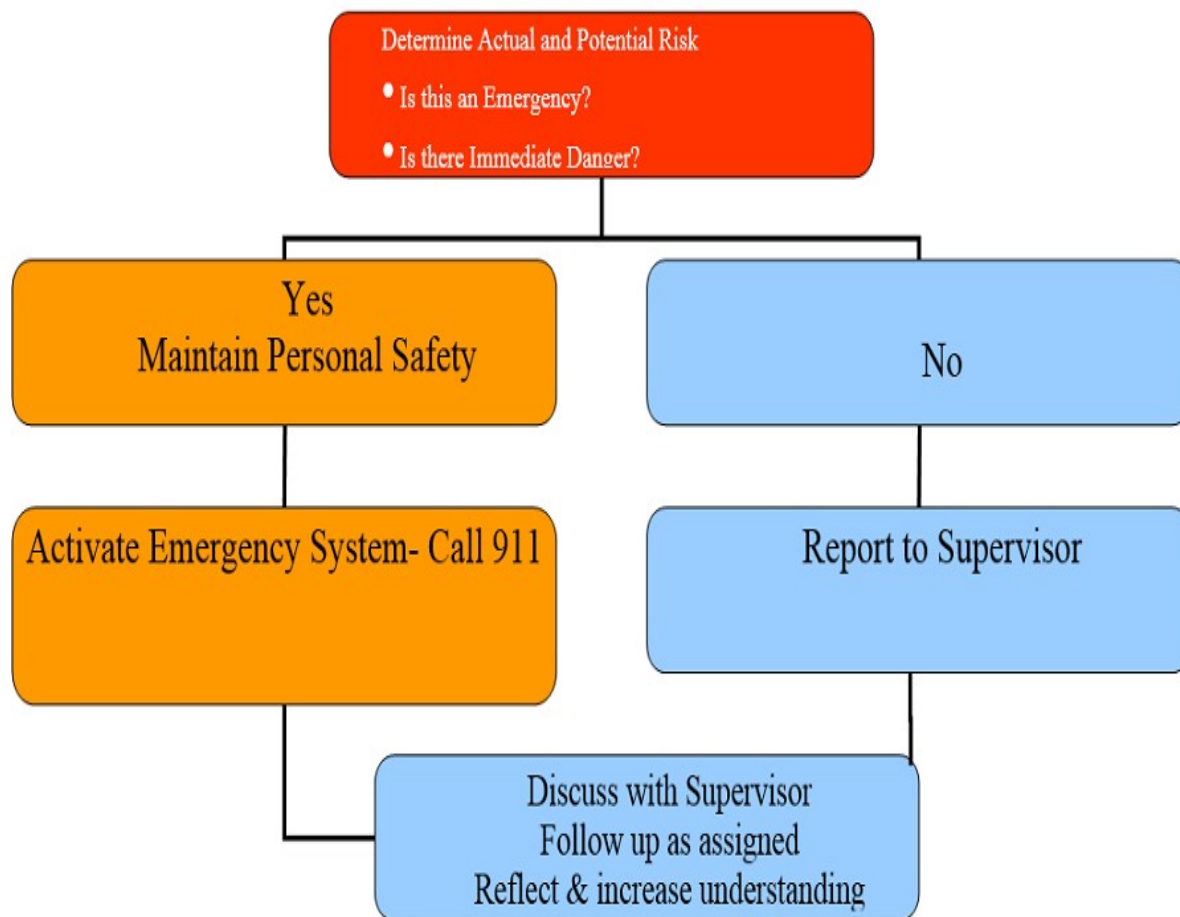 Determine Actual and Potential Risk
• Is this an Emergency?
• Is there Immediate Danger?
Yes
Maintain Personal Safety
No
Activate Emergency System- Call 911
Report to Supervisor
Discuss with Supervisor
Follow up as assigned
Reflect & increase understanding